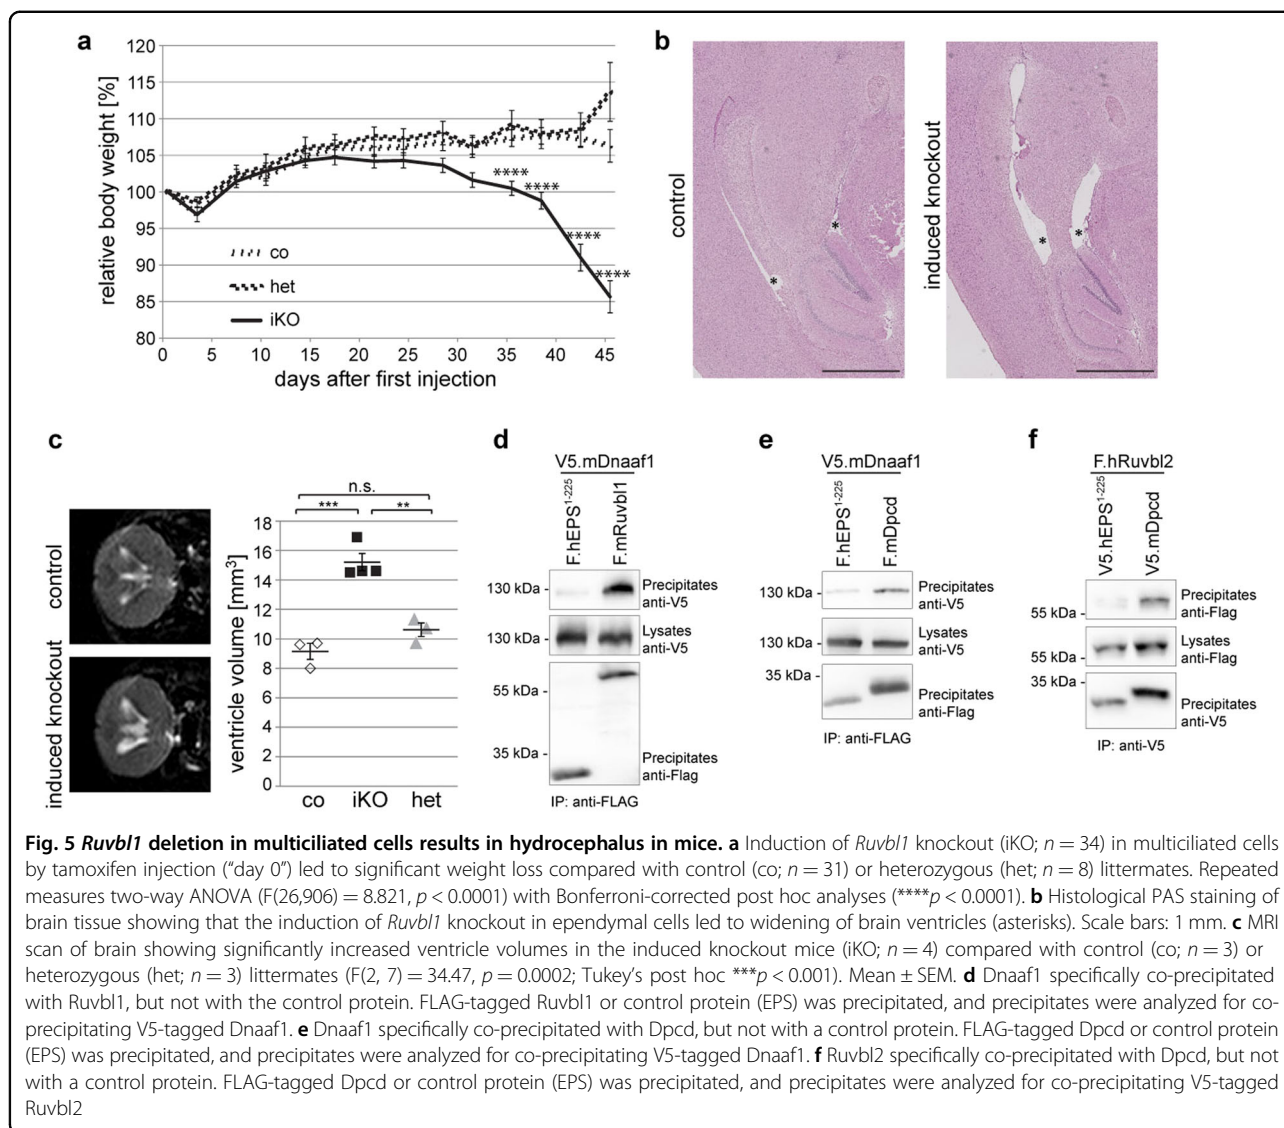 a
120
115
110
105
100
95
90
85
80
relative body weight [%]
****
****
****
****
co
het
iKO
0 5 10 15 20 25 30 35 40 45
days after first injection
b
control
*
*
induced knockout
*
*
c
control
induced knockout
n.s.
*** **
18
16
14
12
10
8
6
4
2
0
ventricle volume [mm³]
co iKO het
d
V5.mDnaaf1
F.hEPS¹⁻²²⁵
F.mRuvbl1
130 kDa
Precipitates
anti-V5
130 kDa
Lysates
anti-V5
55 kDa
35 kDa
Precipitates
anti-Flag
IP: anti-FLAG
e
V5.mDnaaf1
F.hEPS¹⁻²²⁵
F.mDpcd
130 kDa
Precipitates
anti-V5
130 kDa
Lysates
anti-V5
35 kDa
Precipitates
anti-Flag
IP: anti-FLAG
f
F.hRuvbl2
V5.hEPS¹⁻²²⁵
V5.mDpcd
55 kDa
Precipitates
anti-Flag
55 kDa
Lysates
anti-Flag
35 kDa
Precipitates
anti-V5
IP: anti-V5
Fig. 5 Ruvbl1 deletion in multiciliated cells results in hydrocephalus in mice. a Induction of Ruvbl1 knockout (iKO; n = 34) in multiciliated cells
by tamoxifen injection (“day 0”) led to significant weight loss compared with control (co; n = 31) or heterozygous (het; n = 8) littermates. Repeated
measures two-way ANOVA (F(26,906) = 8.821, p < 0.0001) with Bonferroni-corrected post hoc analyses (****p < 0.0001). b Histological PAS staining of
brain tissue showing that the induction of Ruvbl1 knockout in ependymal cells led to widening of brain ventricles (asterisks). Scale bars: 1 mm. c MRI
scan of brain showing significantly increased ventricle volumes in the induced knockout mice (iKO; n = 4) compared with control (co; n = 3) or
heterozygous (het; n = 3) littermates (F(2, 7) = 34.47, p = 0.0002; Tukey’s post hoc ***p < 0.001). Mean ± SEM. d Dnaaf1 specifically co-precipitated
with Ruvbl1, but not with the control protein. FLAG-tagged Ruvbl1 or control protein (EPS) was precipitated, and precipitates were analyzed for co-
precipitating V5-tagged Dnaaf1. e Dnaaf1 specifically co-precipitated with Dpcd, but not with a control protein. FLAG-tagged Dpcd or control protein
(EPS) was precipitated, and precipitates were analyzed for co-precipitating V5-tagged Dnaaf1. f Ruvbl2 specifically co-precipitated with Dpcd, but not
with a control protein. FLAG-tagged Dpcd or control protein (EPS) was precipitated, and precipitates were analyzed for co-precipitating V5-tagged
Ruvbl2